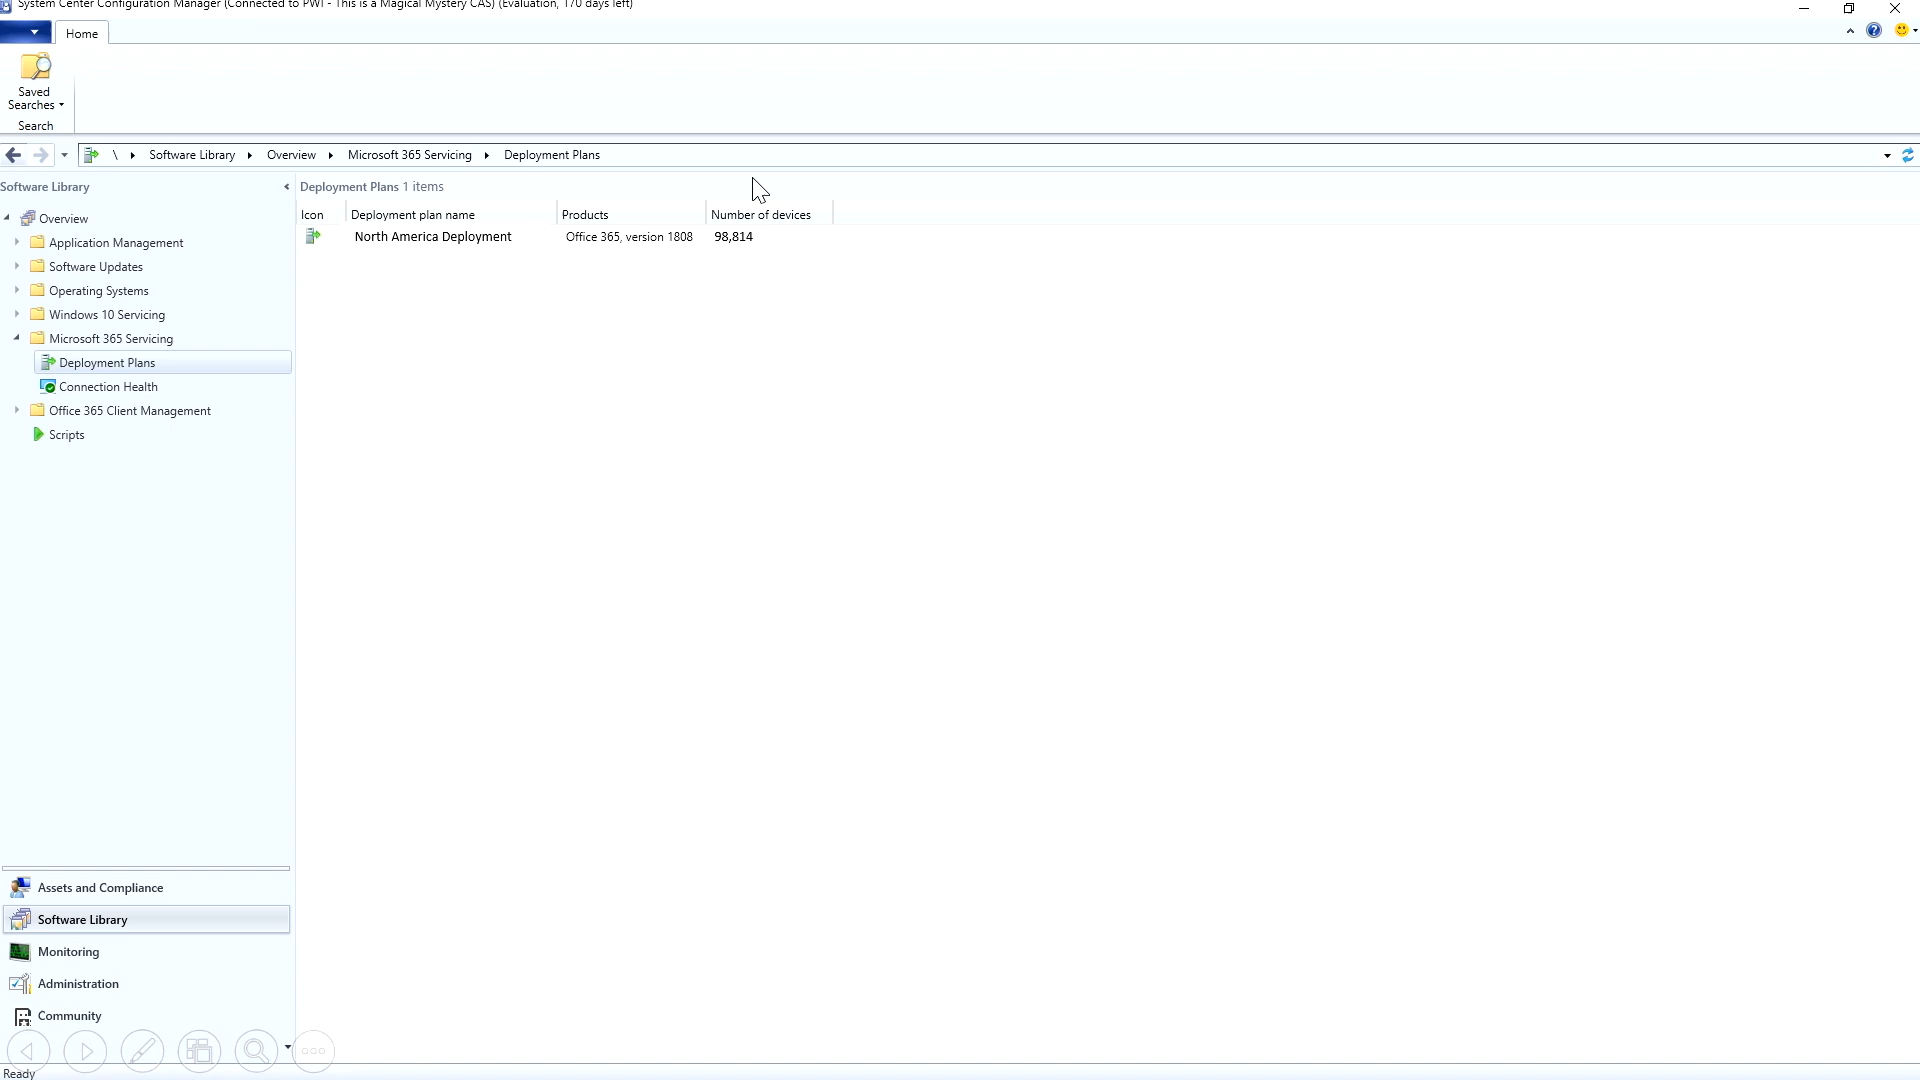 System Center Configuration Manager (Connected to PWI - This is a Magical Mystery CAS) (Evaluation, 170 days left)
Home
Saved
Searches
Search
\ Software Library Overview Microsoft 365 Servicing Deployment Plans
Software Library
Deployment Plans 1 items
Icon Deployment plan name Products Number of devices
North America Deployment Office 365, version 1808 98,814
Overview
Application Management
Software Updates
Operating Systems
Windows 10 Servicing
Microsoft 365 Servicing
Deployment Plans
Connection Health
Office 365 Client Management
Scripts
Assets and Compliance
Software Library
Monitoring
Administration
Community
Ready